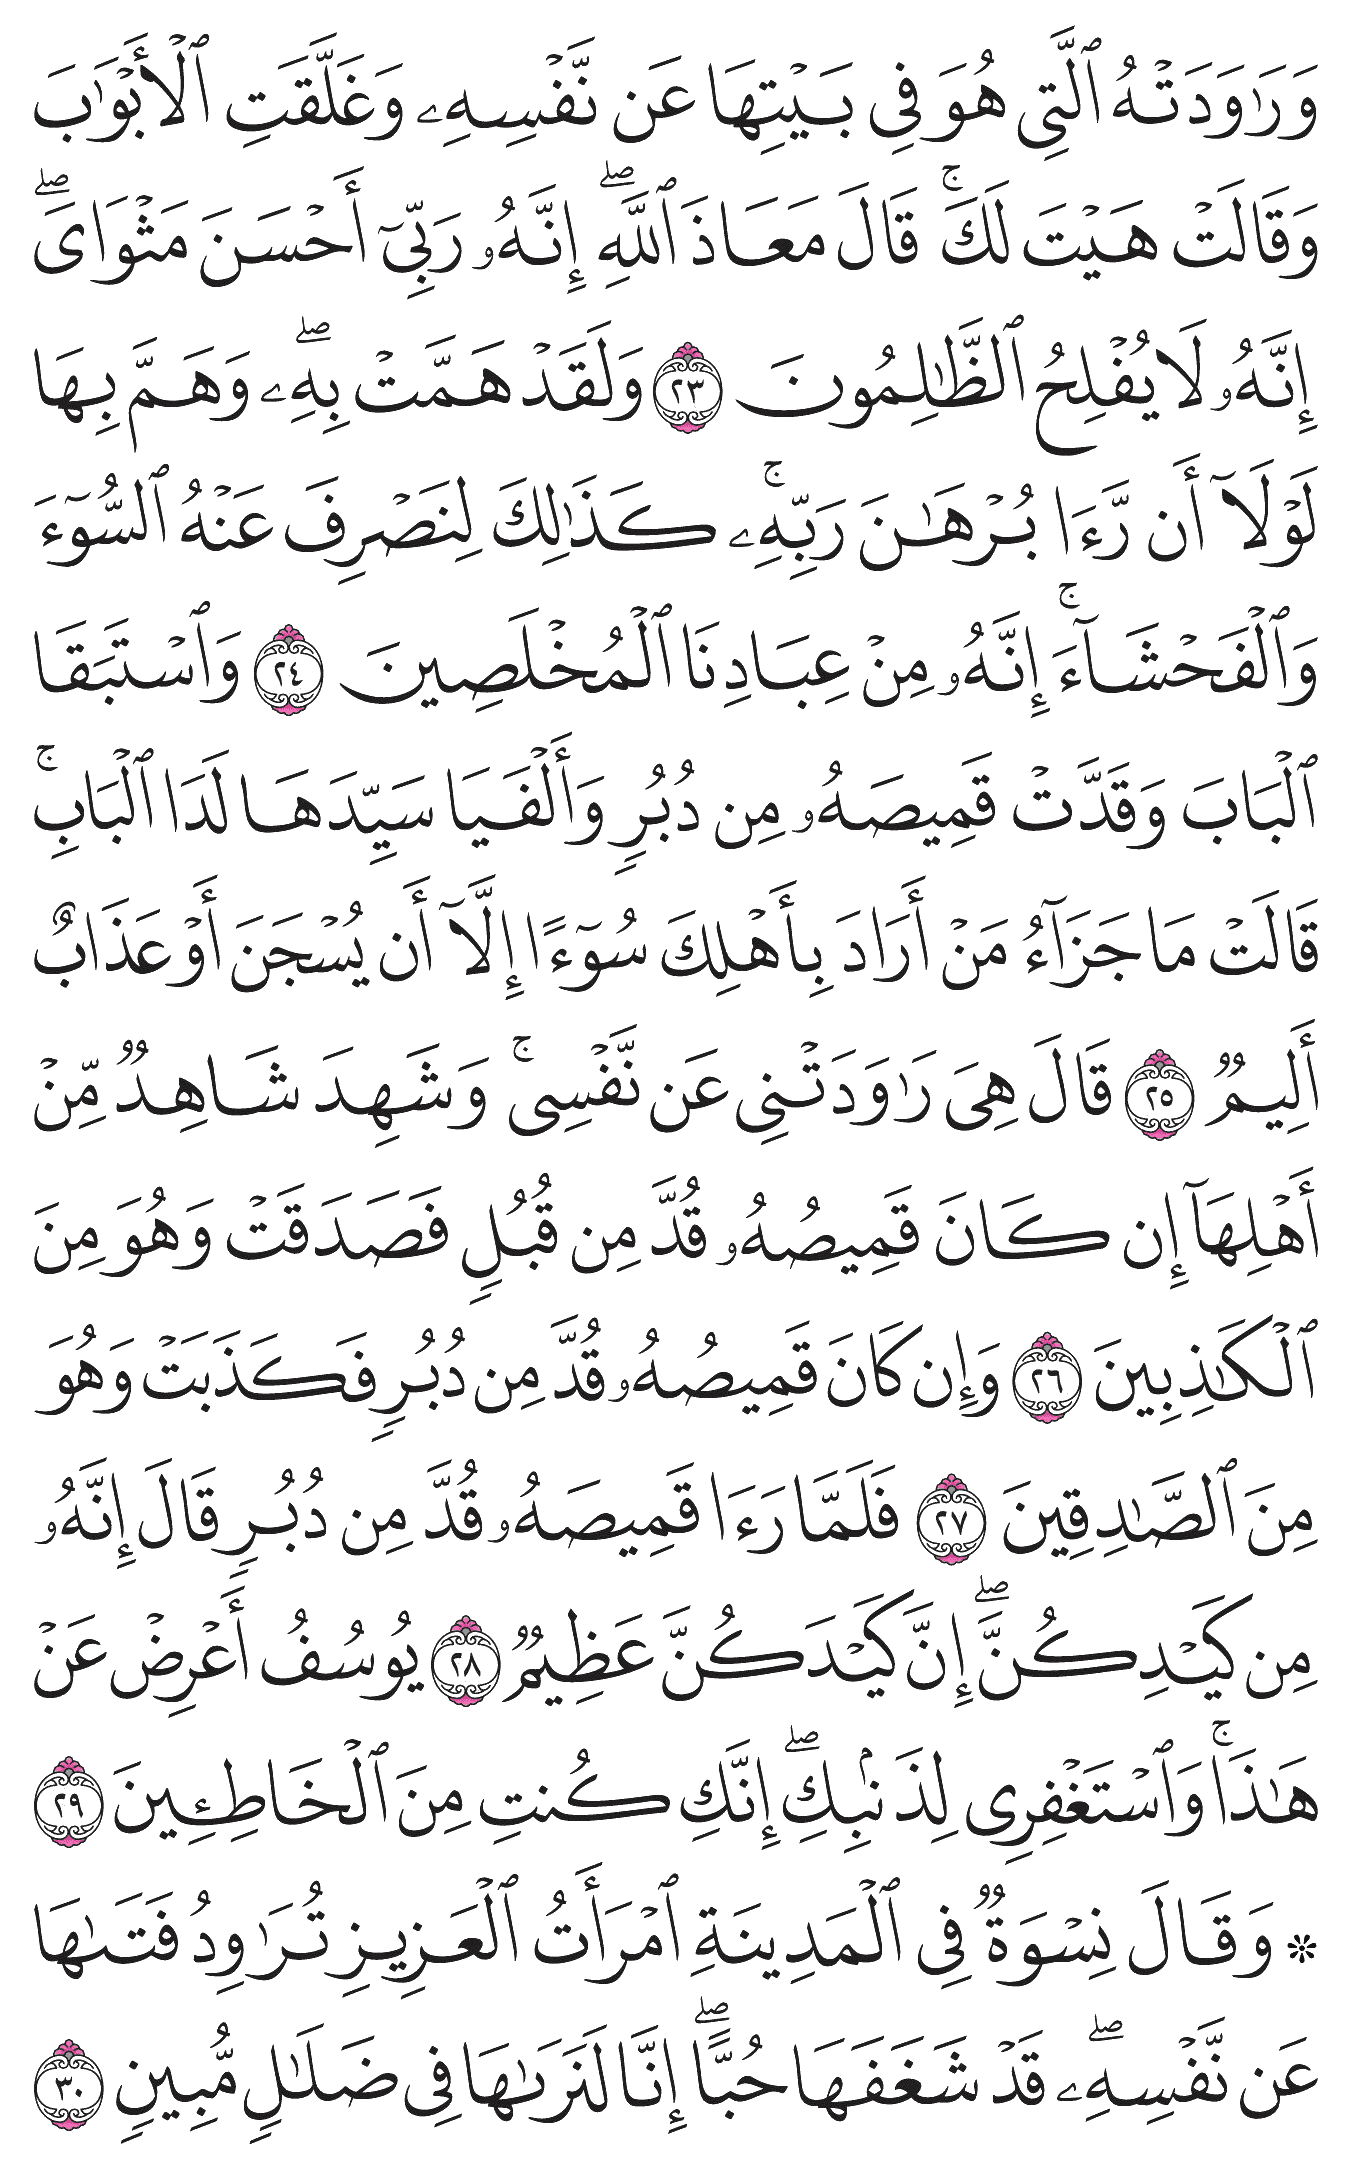 وَرَٰوَدَتۡهُ ٱلَّتِي هُوَ فِي بَيۡتِهَا عَن نَّفۡسِهِۦ وَغَلَّقَتِ ٱلۡأَبۡوَٰبَ
وَقَالَتۡ هَيۡتَ لَكَۚ قَالَ مَعَاذَ ٱللَّهِۖ إِنَّهُۥ رَبِّيٓ أَحۡسَنَ مَثۡوَايَۖ
إِنَّهُۥ لَا يُفۡلِحُ ٱلظَّٰلِمُونَ ٢٣ وَلَقَدۡ هَمَّتۡ بِهِۦۖ وَهَمَّ بِهَا
لَوۡلَآ أَن رَّءَا بُرۡهَٰنَ رَبِّهِۦۚ كَذَٰلِكَ لِنَصۡرِفَ عَنۡهُ ٱلسُّوٓءَ
وَٱلۡفَحۡشَآءَۚ إِنَّهُۥ مِنۡ عِبَادِنَا ٱلۡمُخۡلَصِينَ ٢٤ وَٱسۡتَبَقَا
ٱلۡبَابَ وَقَدَّتۡ قَمِيصَهُۥ مِن دُبُرٖ وَأَلۡفَيَا سَيِّدَهَا لَدَا ٱلۡبَابِۚ
قَالَتۡ مَا جَزَآءُ مَنۡ أَرَادَ بِأَهۡلِكَ سُوٓءًا إِلَّآ أَن يُسۡجَنَ أَوۡ عَذَابٌ
أَلِيمٞ ٢٥ قَالَ هِيَ رَٰوَدَتۡنِي عَن نَّفۡسِيۚ وَشَهِدَ شَاهِدٞ مِّنۡ
أَهۡلِهَآ إِن كَانَ قَمِيصُهُۥ قُدَّ مِن قُبُلٖ فَصَدَقَتۡ وَهُوَ مِنَ
ٱلۡكَٰذِبِينَ ٢٦ وَإِن كَانَ قَمِيصُهُۥ قُدَّ مِن دُبُرٖ فَكَذَبَتۡ وَهُوَ
مِنَ ٱلصَّٰدِقِينَ ٢٧ فَلَمَّا رَءَا قَمِيصَهُۥ قُدَّ مِن دُبُرٖ قَالَ إِنَّهُۥ
مِن كَيۡدِكُنَّۖ إِنَّ كَيۡدَكُنَّ عَظِيمٞ ٢٨ يُوسُفُ أَعۡرِضۡ عَنۡ
هَٰذَاۚ وَٱسۡتَغۡفِرِي لِذَنۢبِكِۖ إِنَّكِ كُنتِ مِنَ ٱلۡخَاطِـِٔينَ ٢٩
۞ وَقَالَ نِسۡوَةٞ فِي ٱلۡمَدِينَةِ ٱمۡرَأَتُ ٱلۡعَزِيزِ تُرَٰوِدُ فَتَىٰهَا
عَن نَّفۡسِهِۦۖ قَدۡ شَغَفَهَا حُبًّاۖ إِنَّا لَنَرَىٰهَا فِي ضَلَٰلٖ مُّبِينٖ ٣٠